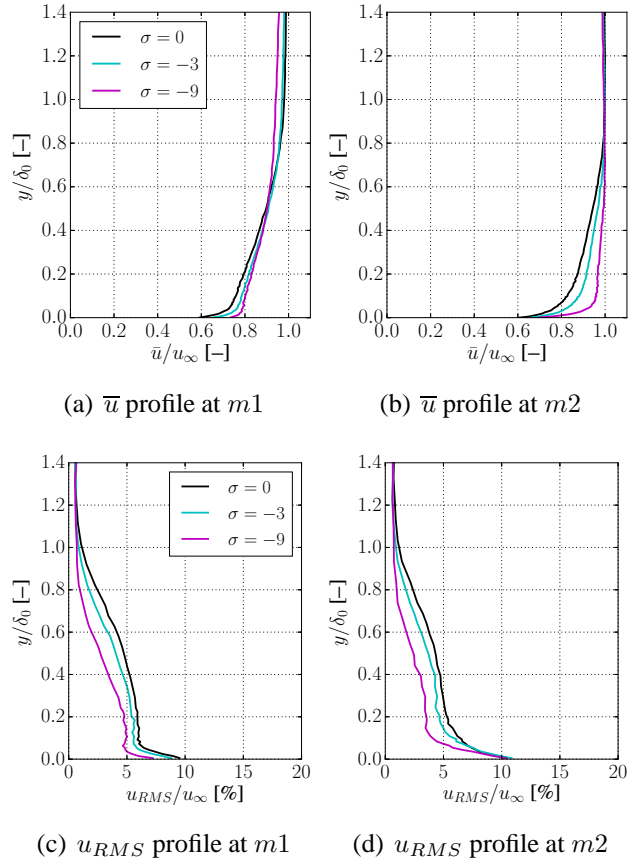 1.4
1.2
1.0
0.8
0.6
0.4
0.2
0.0
y/δ₀ [–]
σ = 0
σ = −3
σ = −9
0.0 0.2 0.4 0.6 0.8 1.0
ū/u∞ [–]
1.4
1.2
1.0
0.8
0.6
0.4
0.2
0.0
y/δ₀ [–]
0.0 0.2 0.4 0.6 0.8 1.0
ū/u∞ [–]
(a) u̅ profile at m1
(b) u̅ profile at m2
1.4
1.2
1.0
0.8
0.6
0.4
0.2
0.0
y/δ₀ [–]
σ = 0
σ = −3
σ = −9
0 5 10 15 20
u_RMS/u∞ [%]
1.4
1.2
1.0
0.8
0.6
0.4
0.2
0.0
y/δ₀ [–]
0 5 10 15 20
u_RMS/u∞ [%]
(c) u_RMS profile at m1
(d) u_RMS profile at m2